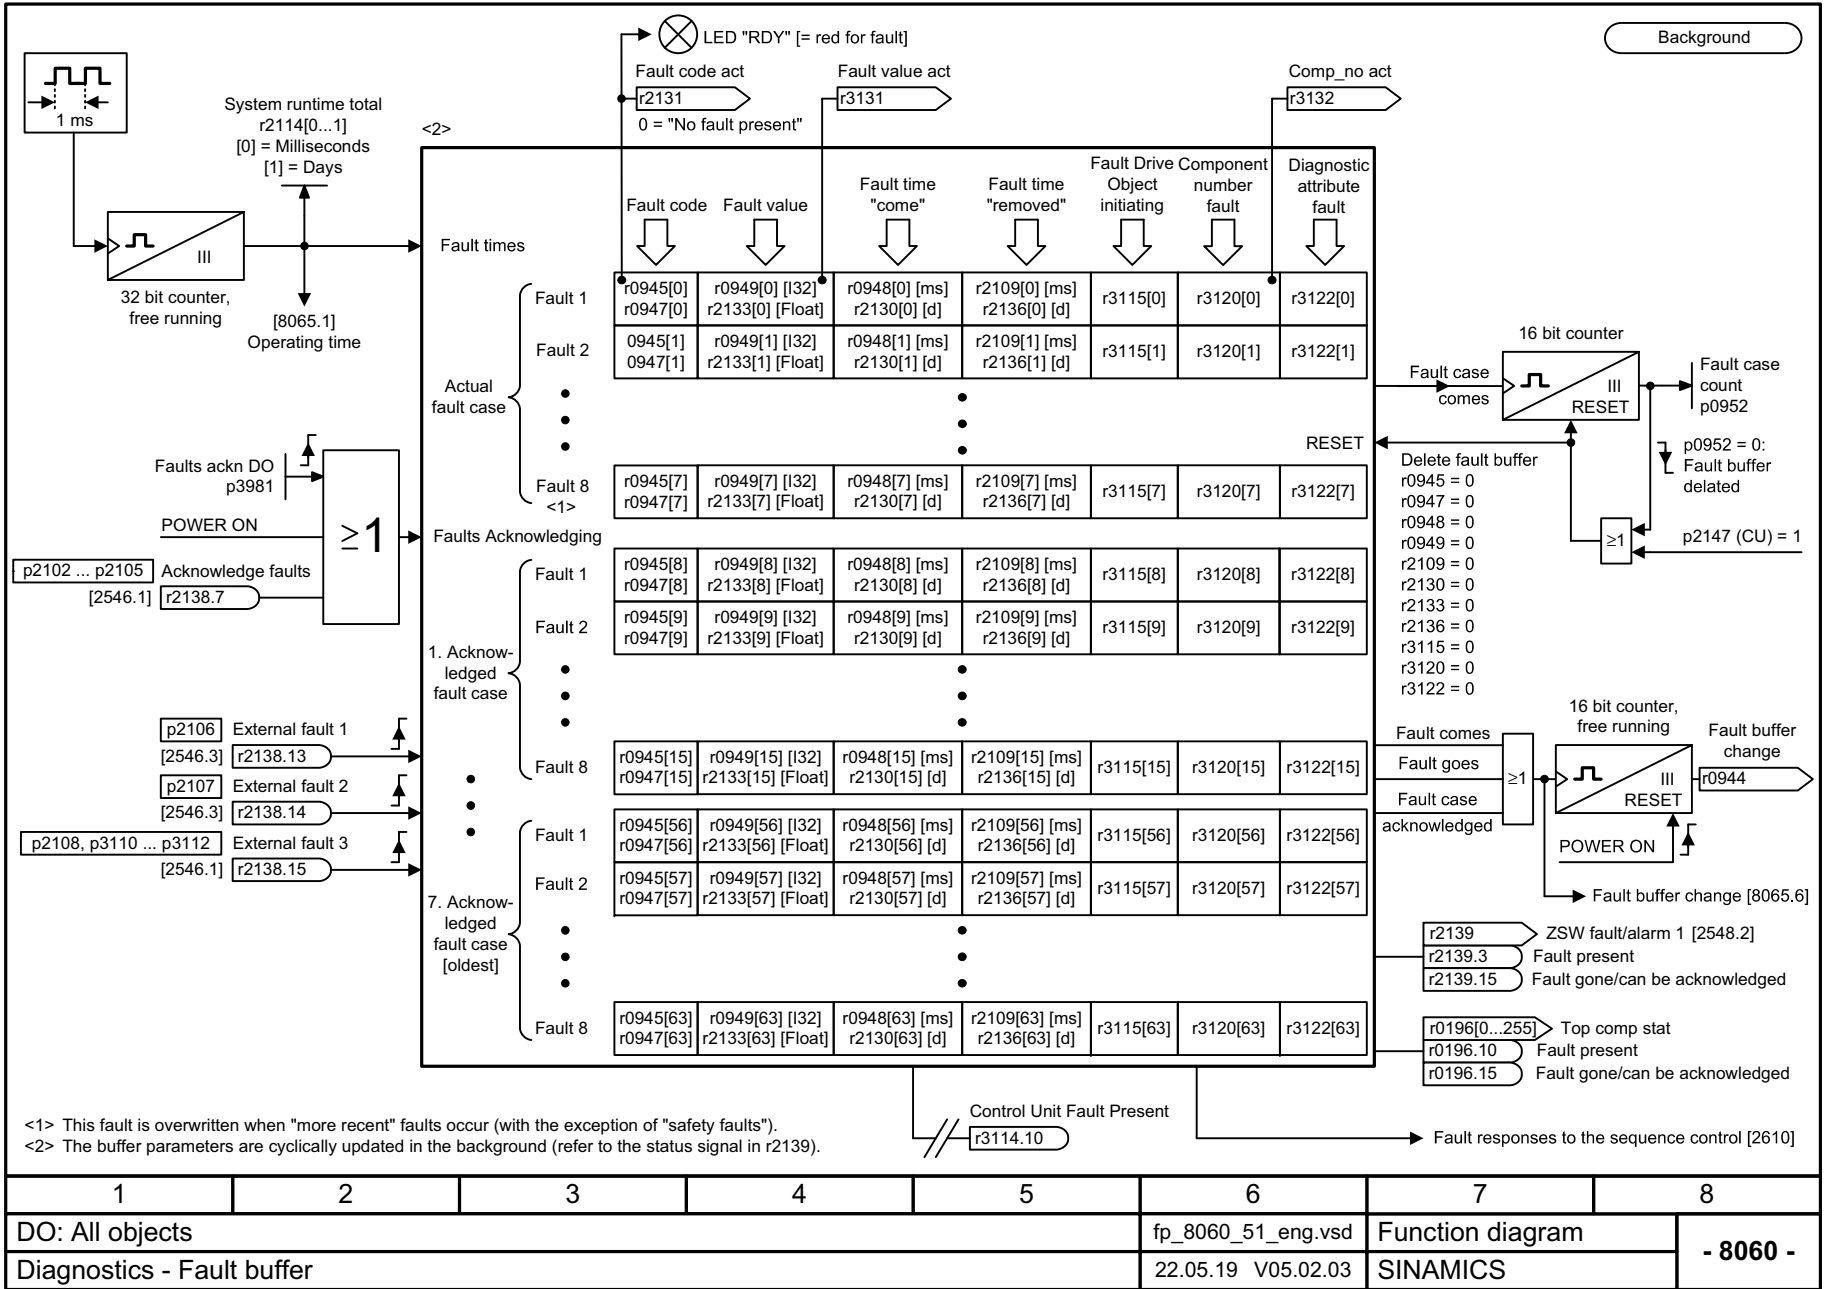 LED "RDY" [= red for fault]
Background
1 ms
System runtime total
r2114[0...1]
[0] = Milliseconds
[1] = Days
<2>
Fault code act
r2131
0 = "No fault present"
Fault value act
r3131
Comp_no act
r3132
III
32 bit counter,
free running
[8065.1]
Operating time
Fault times
Fault code
Fault value
Fault time
"come"
Fault time
"removed"
Fault Drive
Object
initiating
Component
number
fault
Diagnostic
attribute
fault
Actual
fault case
Fault 1
r0945[0] r0949[0] [I32] r0948[0] [ms] r2109[0] [ms]
r0947[0] r2133[0] [Float] r2130[0] [d] r2136[0] [d]
r3115[0] r3120[0] r3122[0]
Fault 2
0945[1] r0949[1] [I32] r0948[1] [ms] r2109[1] [ms]
0947[1] r2133[1] [Float] r2130[1] [d] r2136[1] [d]
r3115[1] r3120[1] r3122[1]
Fault 8
<1>
r0945[7] r0949[7] [I32] r0948[7] [ms] r2109[7] [ms]
r0947[7] r2133[7] [Float] r2130[7] [d] r2136[7] [d]
r3115[7] r3120[7] r3122[7]
Faults ackn DO
p3981
POWER ON
p2102 ... p2105
Acknowledge faults
[2546.1]
r2138.7
≥1
Faults Acknowledging
1. Acknow-
ledged
fault case
Fault 1
r0945[8] r0949[8] [I32] r0948[8] [ms] r2109[8] [ms]
r0947[8] r2133[8] [Float] r2130[8] [d] r2136[8] [d]
r3115[8] r3120[8] r3122[8]
Fault 2
r0945[9] r0949[9] [I32] r0948[9] [ms] r2109[9] [ms]
r0947[9] r2133[9] [Float] r2130[9] [d] r2136[9] [d]
r3115[9] r3120[9] r3122[9]
Fault 8
r0945[15] r0949[15] [I32] r0948[15] [ms] r2109[15] [ms]
r0947[15] r2133[15] [Float] r2130[15] [d] r2136[15] [d]
r3115[15] r3120[15] r3122[15]
p2106
External fault 1
[2546.3]
r2138.13
p2107
External fault 2
[2546.3]
r2138.14
p2108, p3110 ... p3112
External fault 3
[2546.1]
r2138.15
7. Acknow-
ledged
fault case
[oldest]
Fault 1
r0945[56] r0949[56] [I32] r0948[56] [ms] r2109[56] [ms]
r0947[56] r2133[56] [Float] r2130[56] [d] r2136[56] [d]
r3115[56] r3120[56] r3122[56]
Fault 2
r0945[57] r0949[57] [I32] r0948[57] [ms] r2109[57] [ms]
r0947[57] r2133[57] [Float] r2130[57] [d] r2136[57] [d]
r3115[57] r3120[57] r3122[57]
Fault 8
r0945[63] r0949[63] [I32] r0948[63] [ms] r2109[63] [ms]
r0947[63] r2133[63] [Float] r2130[63] [d] r2136[63] [d]
r3115[63] r3120[63] r3122[63]
16 bit counter
Fault case
comes
III
RESET
Fault case
count
p0952
RESET
p0952 = 0:
Fault buffer
delated
≥1
p2147 (CU) = 1
Delete fault buffer
r0945 = 0
r0947 = 0
r0948 = 0
r0949 = 0
r2109 = 0
r2130 = 0
r2133 = 0
r2136 = 0
r3115 = 0
r3120 = 0
r3122 = 0
16 bit counter,
free running
Fault comes
Fault goes
Fault case
acknowledged
≥1
III
RESET
Fault buffer
change
r0944
POWER ON
Fault buffer change [8065.6]
r2139 ZSW fault/alarm 1 [2548.2]
r2139.3 Fault present
r2139.15 Fault gone/can be acknowledged
r0196[0...255] Top comp stat
r0196.10 Fault present
r0196.15 Fault gone/can be acknowledged
Control Unit Fault Present
r3114.10
Fault responses to the sequence control [2610]
<1> This fault is overwritten when "more recent" faults occur (with the exception of "safety faults").
<2> The buffer parameters are cyclically updated in the background (refer to the status signal in r2139).
1 2 3 4 5 6 7 8
DO: All objects
fp_8060_51_eng.vsd
Function diagram
- 8060 -
Diagnostics - Fault buffer
22.05.19 V05.02.03
SINAMICS